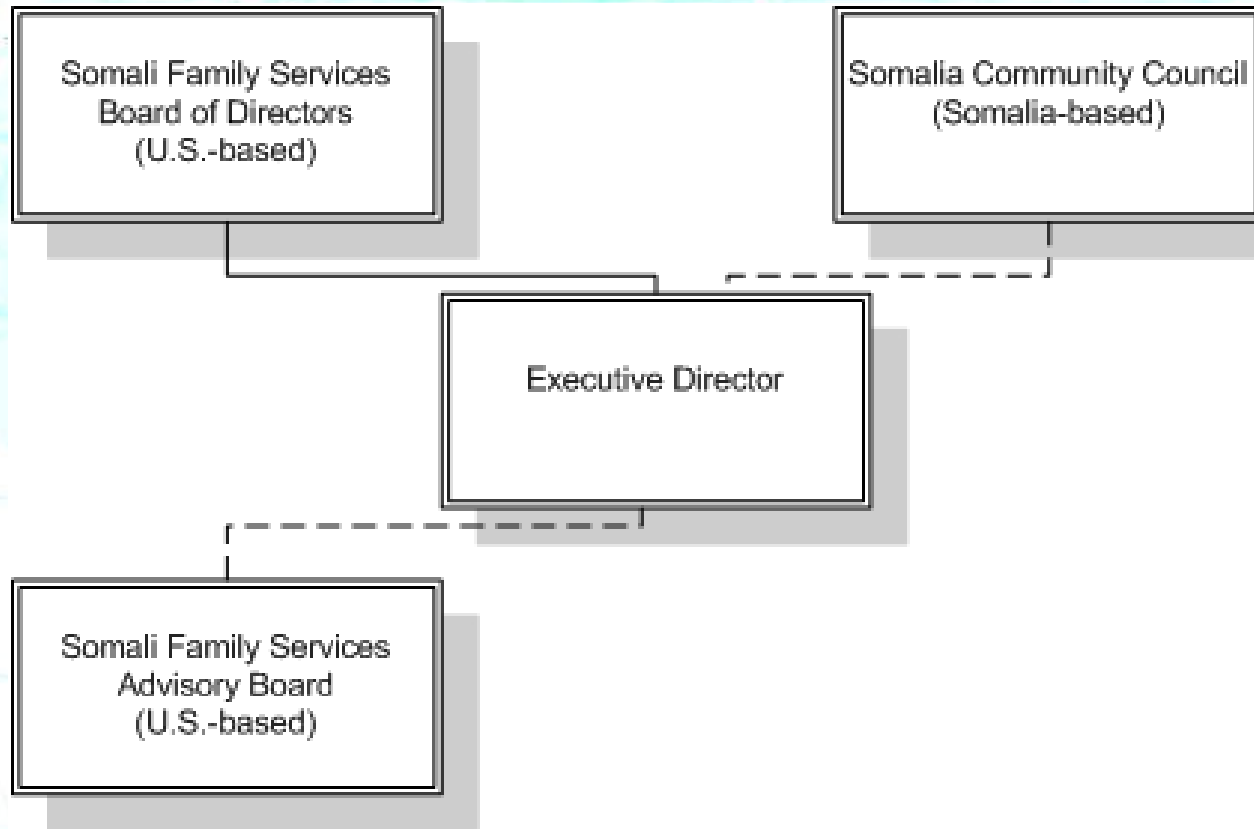 Somali Family Services
Board of Directors
(U.S.-based)
Somalia Community Council
(Somalia-based)
Executive Director
Somali Family Services
Advisory Board
(U.S.-based)